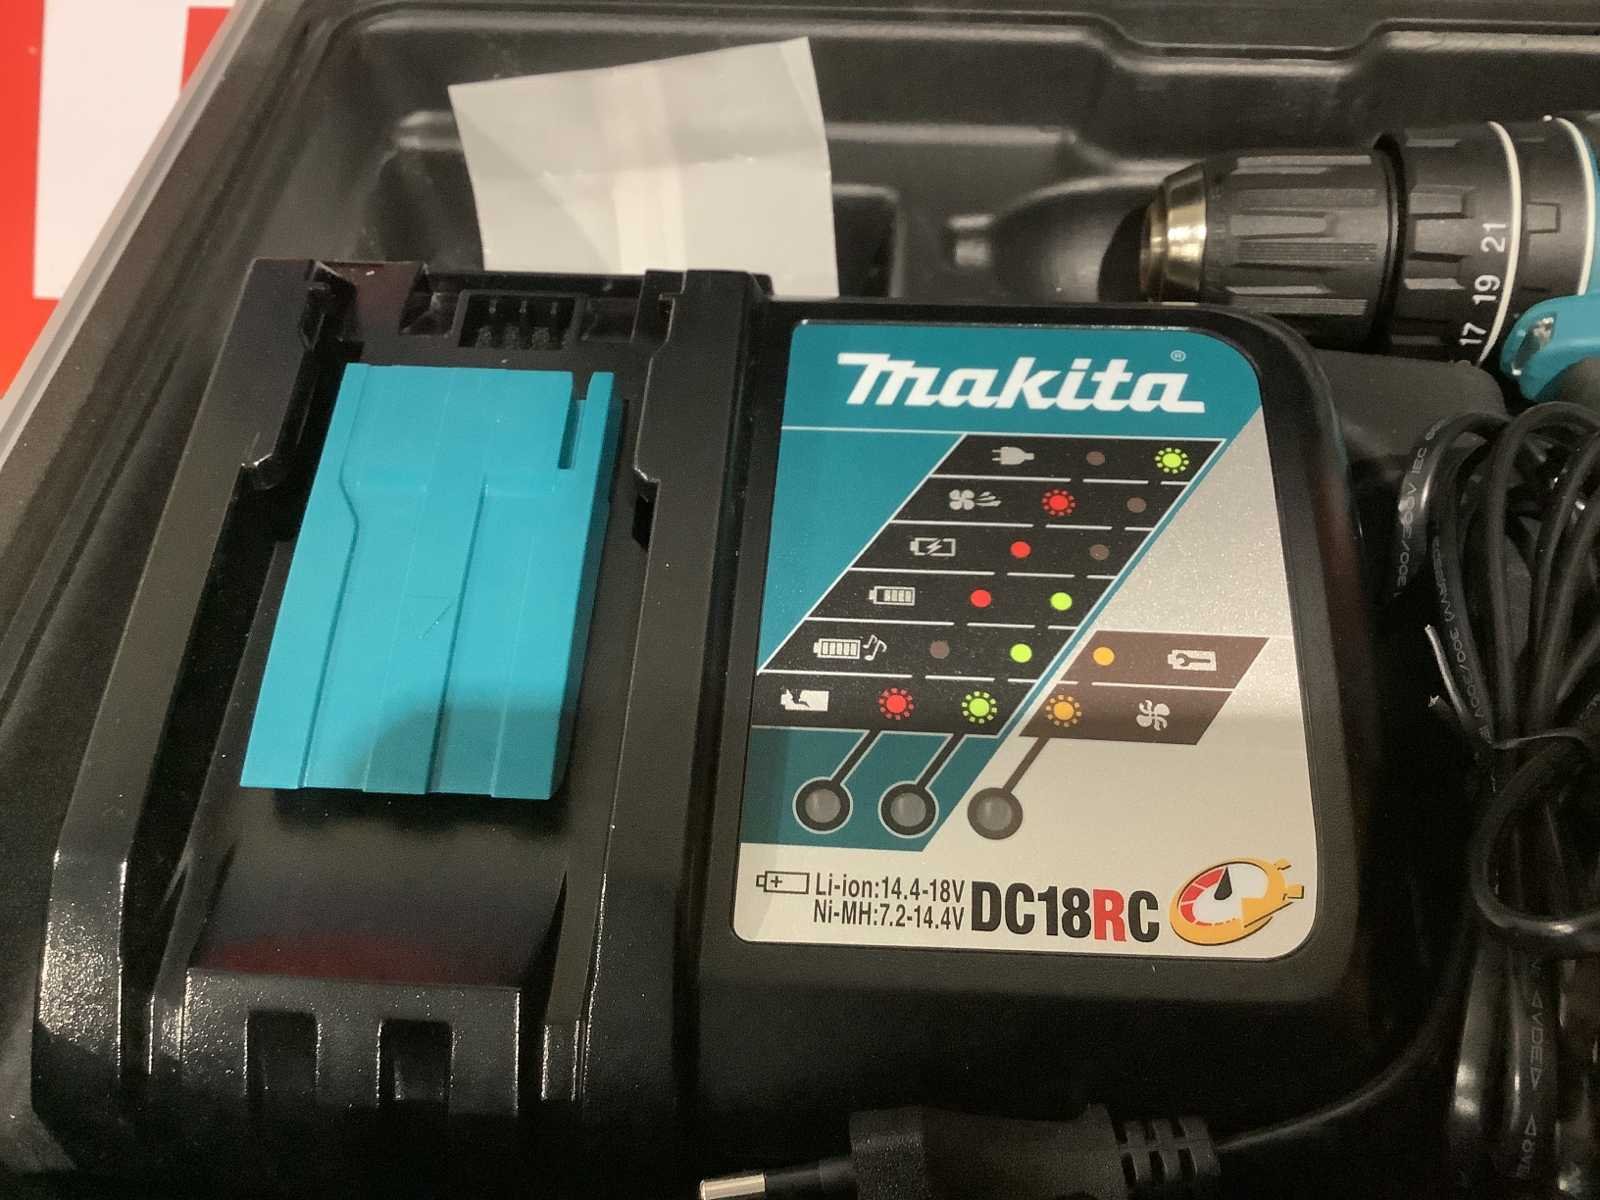 makita®
21
19
17
Li-ion:14.4-18V
Ni-MH:7.2-14.4V
DC18RC